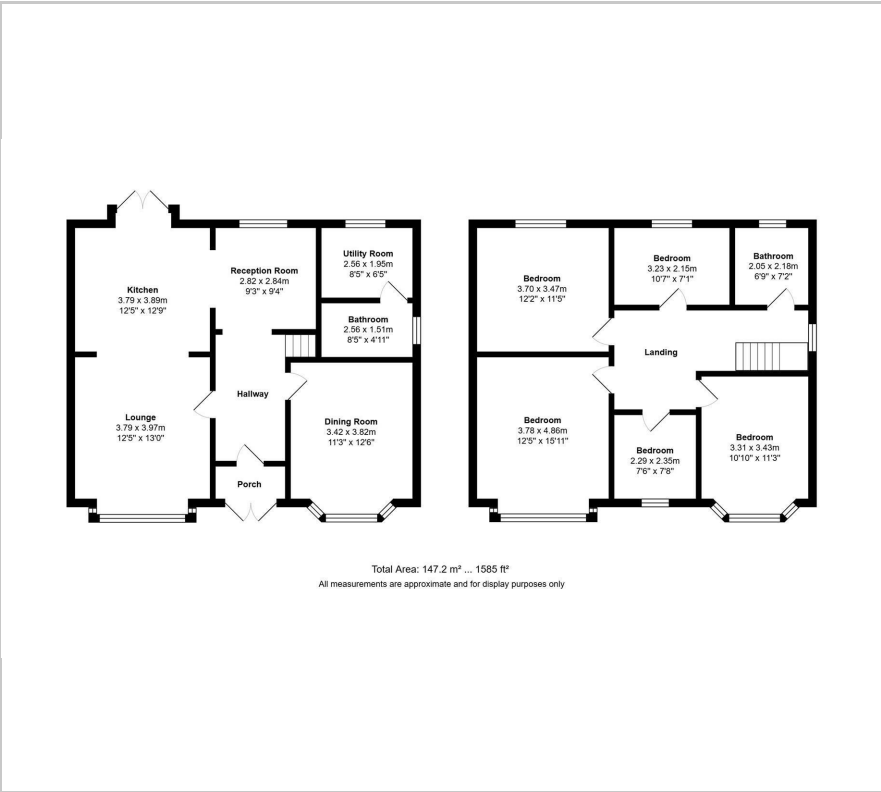 Kitchen
3.79 x 3.89m
12'5" x 12'9"
Reception Room
2.82 x 2.84m
9'3" x 9'4"
Utility Room
2.56 x 1.95m
8'5" x 6'5"
Bathroom
2.56 x 1.51m
8'5" x 4'11"
Hallway
Lounge
3.79 x 3.97m
12'5" x 13'0"
Dining Room
3.42 x 3.82m
11'3" x 12'6"
Porch
Bedroom
3.70 x 3.47m
12'2" x 11'5"
Bedroom
3.23 x 2.15m
10'7" x 7'1"
Bathroom
2.05 x 2.18m
6'9" x 7'2"
Landing
Bedroom
3.78 x 4.86m
12'5" x 15'11"
Bedroom
2.29 x 2.35m
7'6" x 7'8"
Bedroom
3.31 x 3.43m
10'10" x 11'3"
Total Area: 147.2 m² ... 1585 ft²
All measurements are approximate and for display purposes only